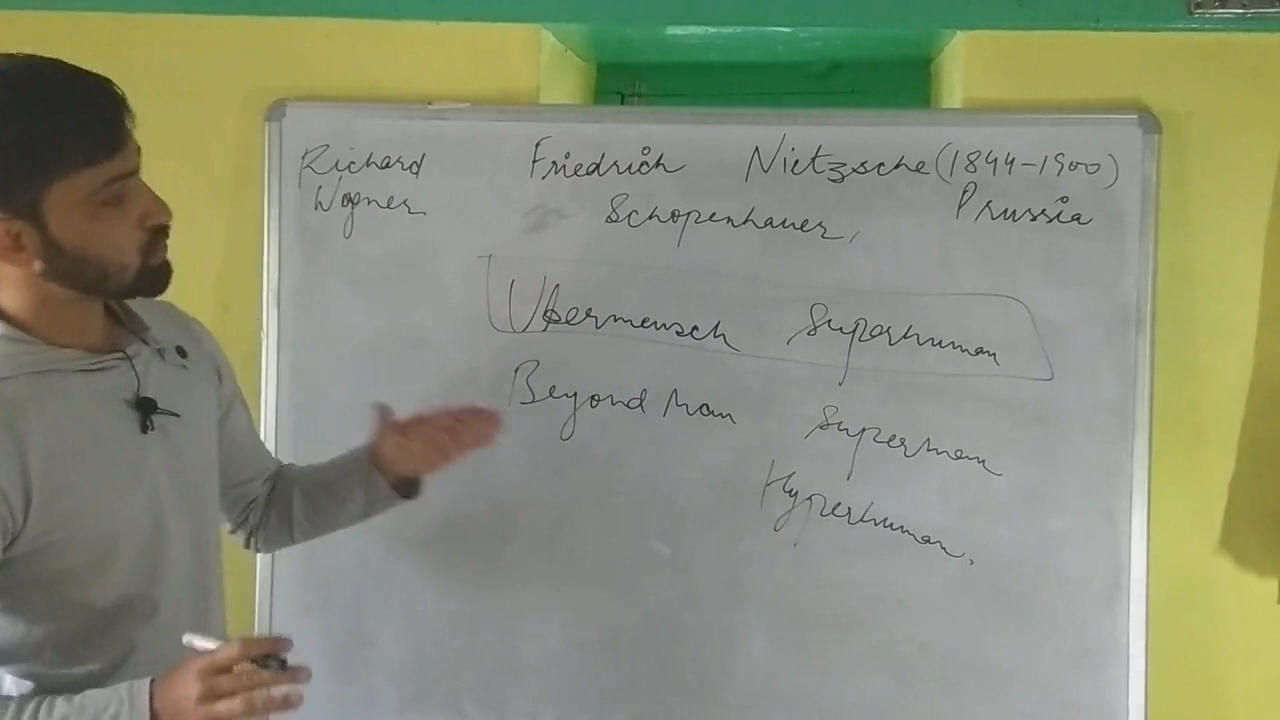 Richard Friedrich Nietzsche (1844-1900)
Wagner Schopenhauer, Prussia
Ubermensch Superhuman
Beyond Man Superman
Hyperhuman.